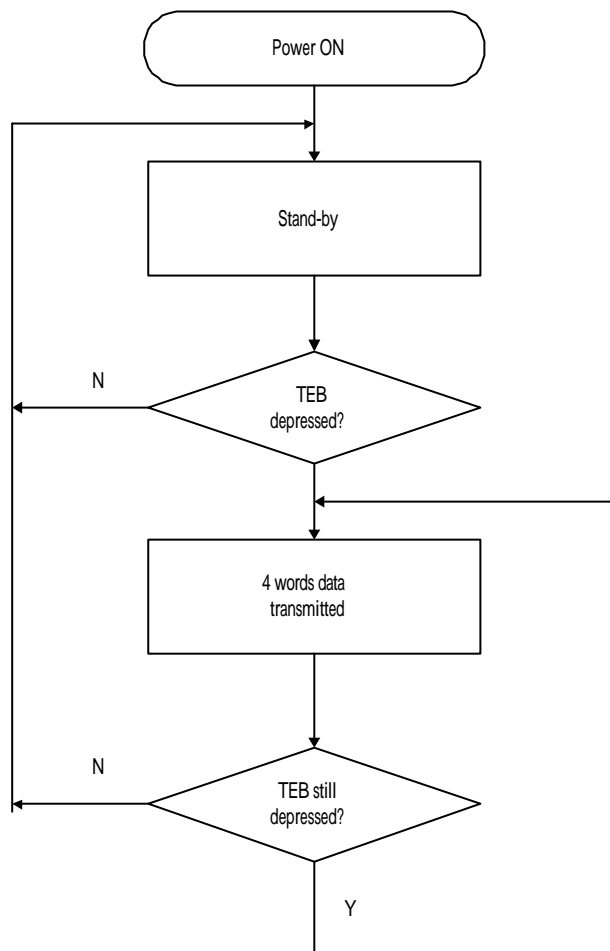 Power ON
Stand-by
N
TEB
depressed?
4 words data
transmitted
N
TEB still
depressed?
Y